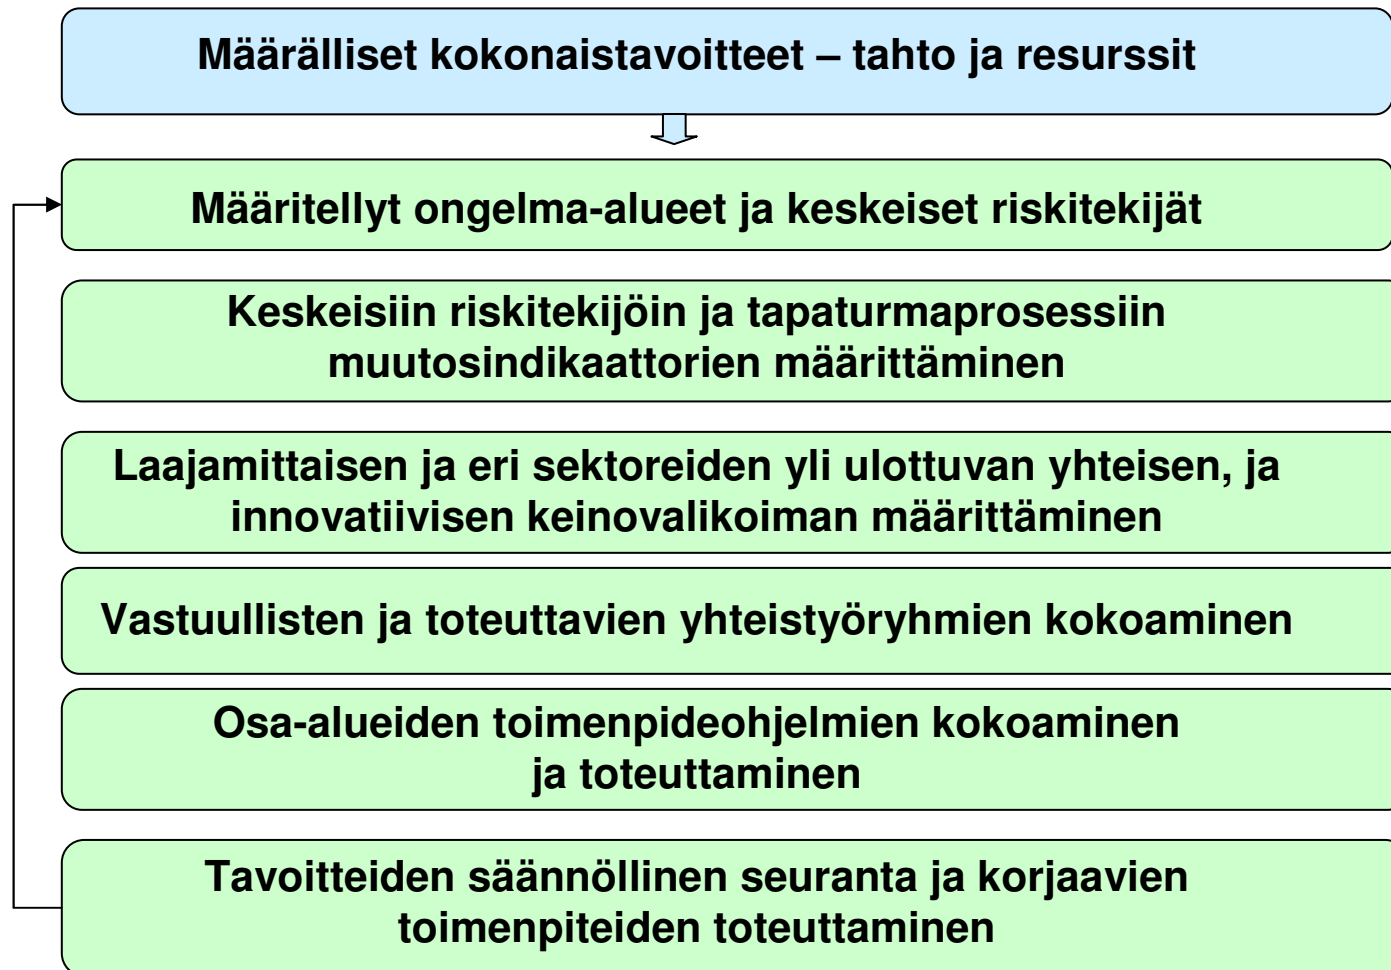 Määrälliset kokonaistavoitteet – tahto ja resurssit
Määritellyt ongelma-alueet ja keskeiset riskitekijät
Keskeisiin riskitekijöin ja tapaturmaprosessiin
muutosindikaattorien määrittäminen
Laajamittaisen ja eri sektoreiden yli ulottuvan yhteisen, ja
innovatiivisen keinovalikoiman määrittäminen
Vastuullisten ja toteuttavien yhteistyöryhmien kokoaminen
Osa-alueiden toimenpideohjelmien kokoaminen
ja toteuttaminen
Tavoitteiden säännöllinen seuranta ja korjaavien
toimenpiteiden toteuttaminen